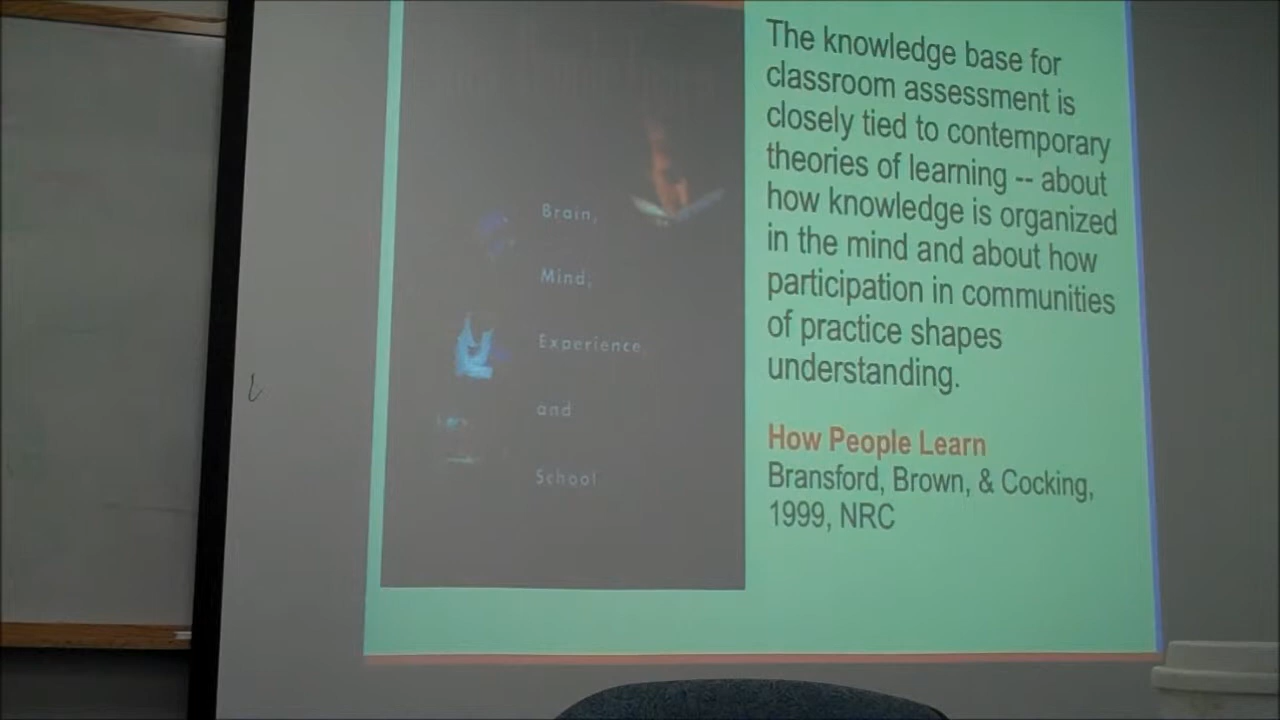 Brain,
Mind,
Experience,
and
School
The knowledge base for
classroom assessment is
closely tied to contemporary
theories of learning -- about
how knowledge is organized
in the mind and about how
participation in communities
of practice shapes
understanding.
How People Learn
Bransford, Brown, & Cocking,
1999, NRC